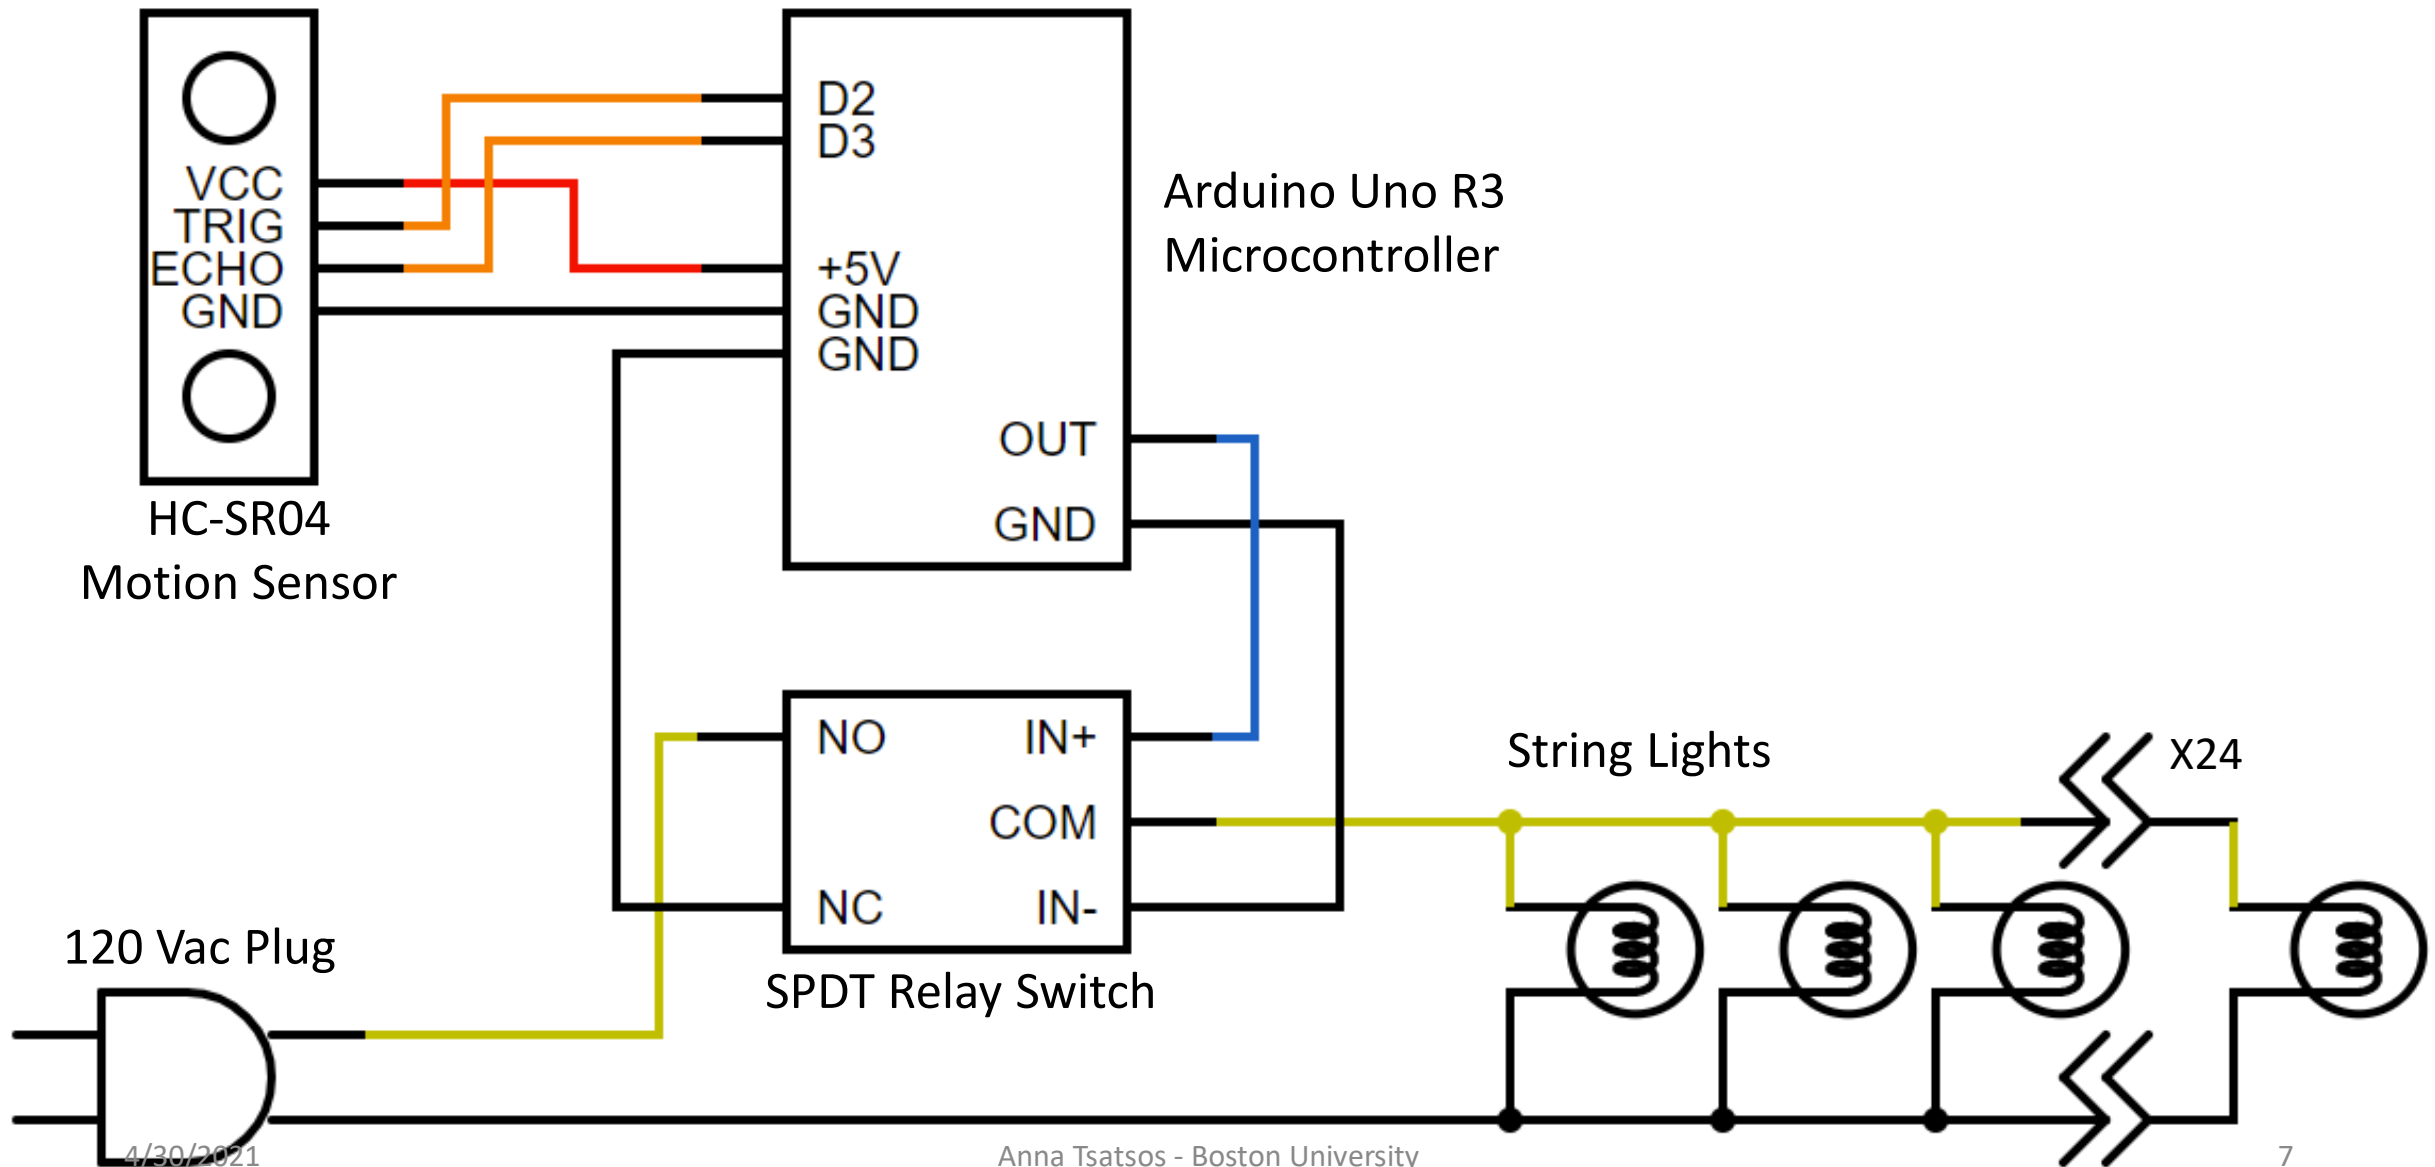 VCC
TRIG
ECHO
GND
HC-SR04
Motion Sensor
D2
D3
+5V
GND
GND
OUT
GND
Arduino Uno R3
Microcontroller
NO
NC
IN+
COM
IN-
SPDT Relay Switch
String Lights
X24
120 Vac Plug
4/30/2021
Anna Tsatsos - Boston University
7